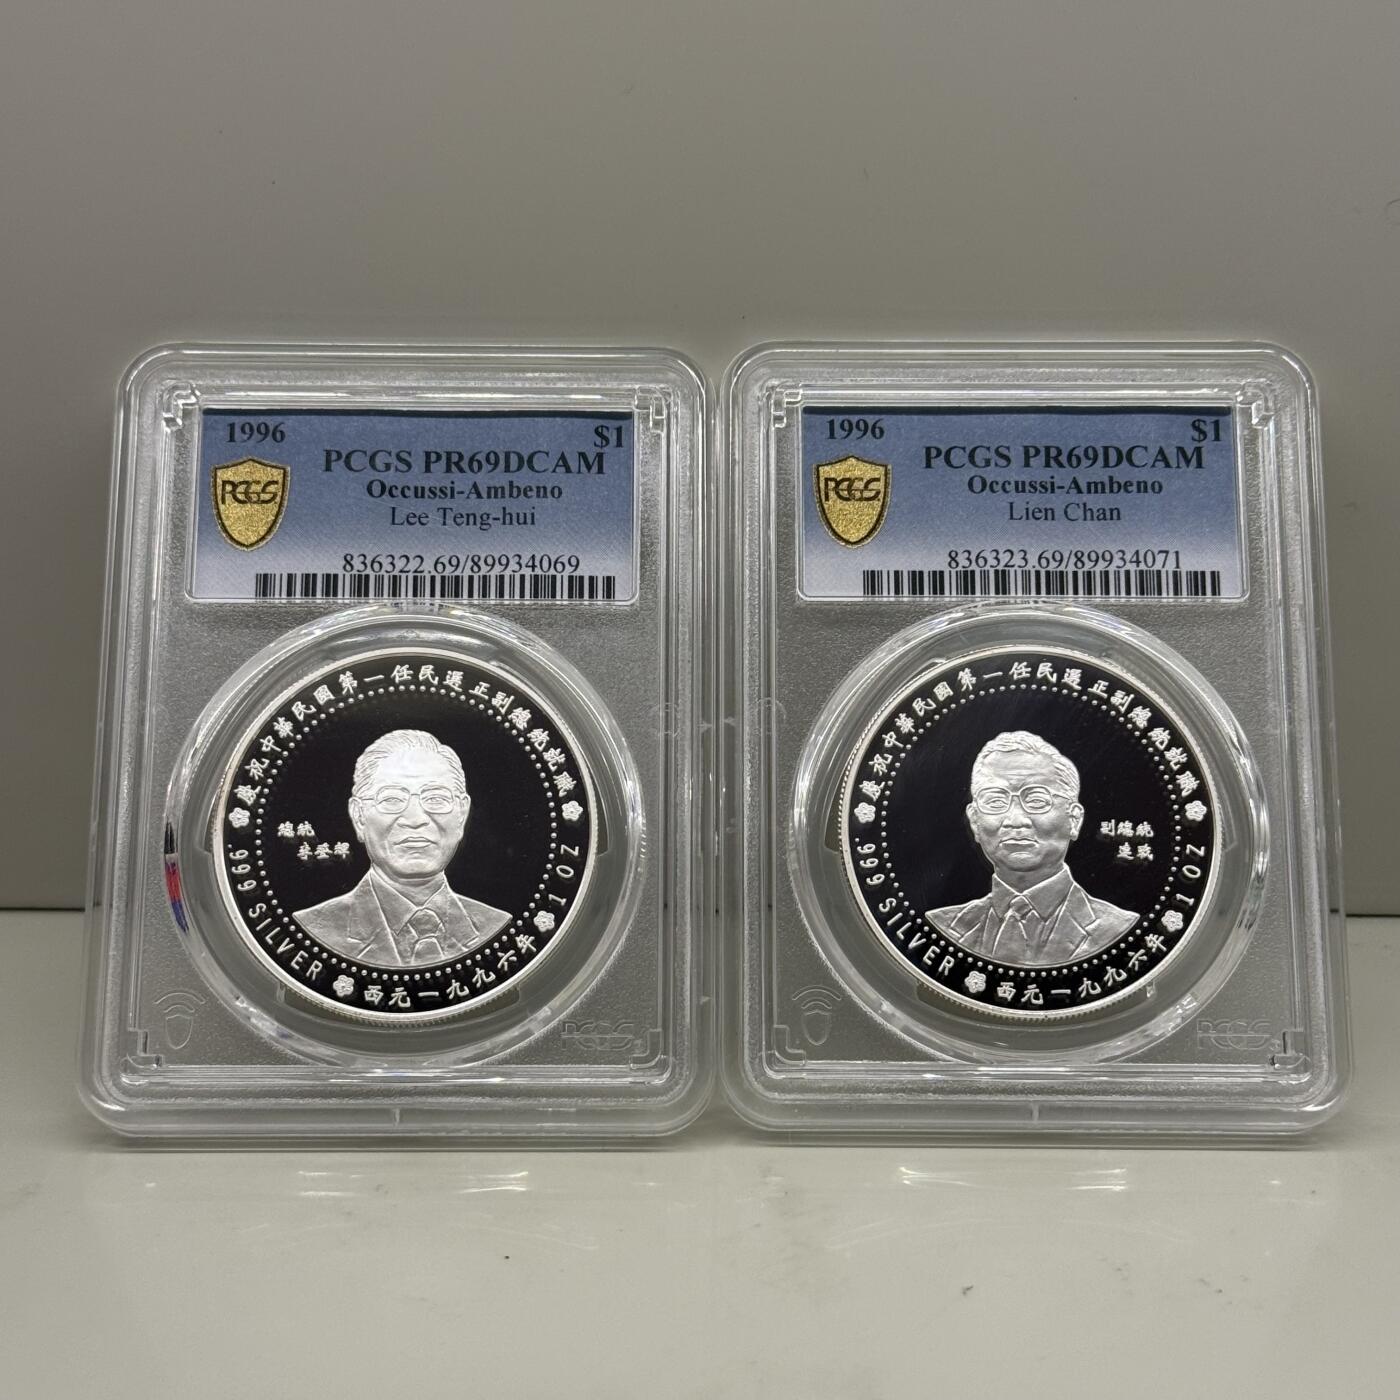 1996
$1
PCGS PR69DCAM
Occussi-Ambeno
Lee Teng-hui
PCGS
836322.69/89934069
慶祝中華民國第一任民選正副總統就職
總統
李登輝
999 SILVER
西元一九九六年
1 OZ
PCGS
1996
$1
PCGS PR69DCAM
Occussi-Ambeno
Lien Chan
PCGS
836323.69/89934071
慶祝中華民國第一任民選正副總統就職
副總統
連戰
999 SILVER
西元一九九六年
1 OZ
PCGS